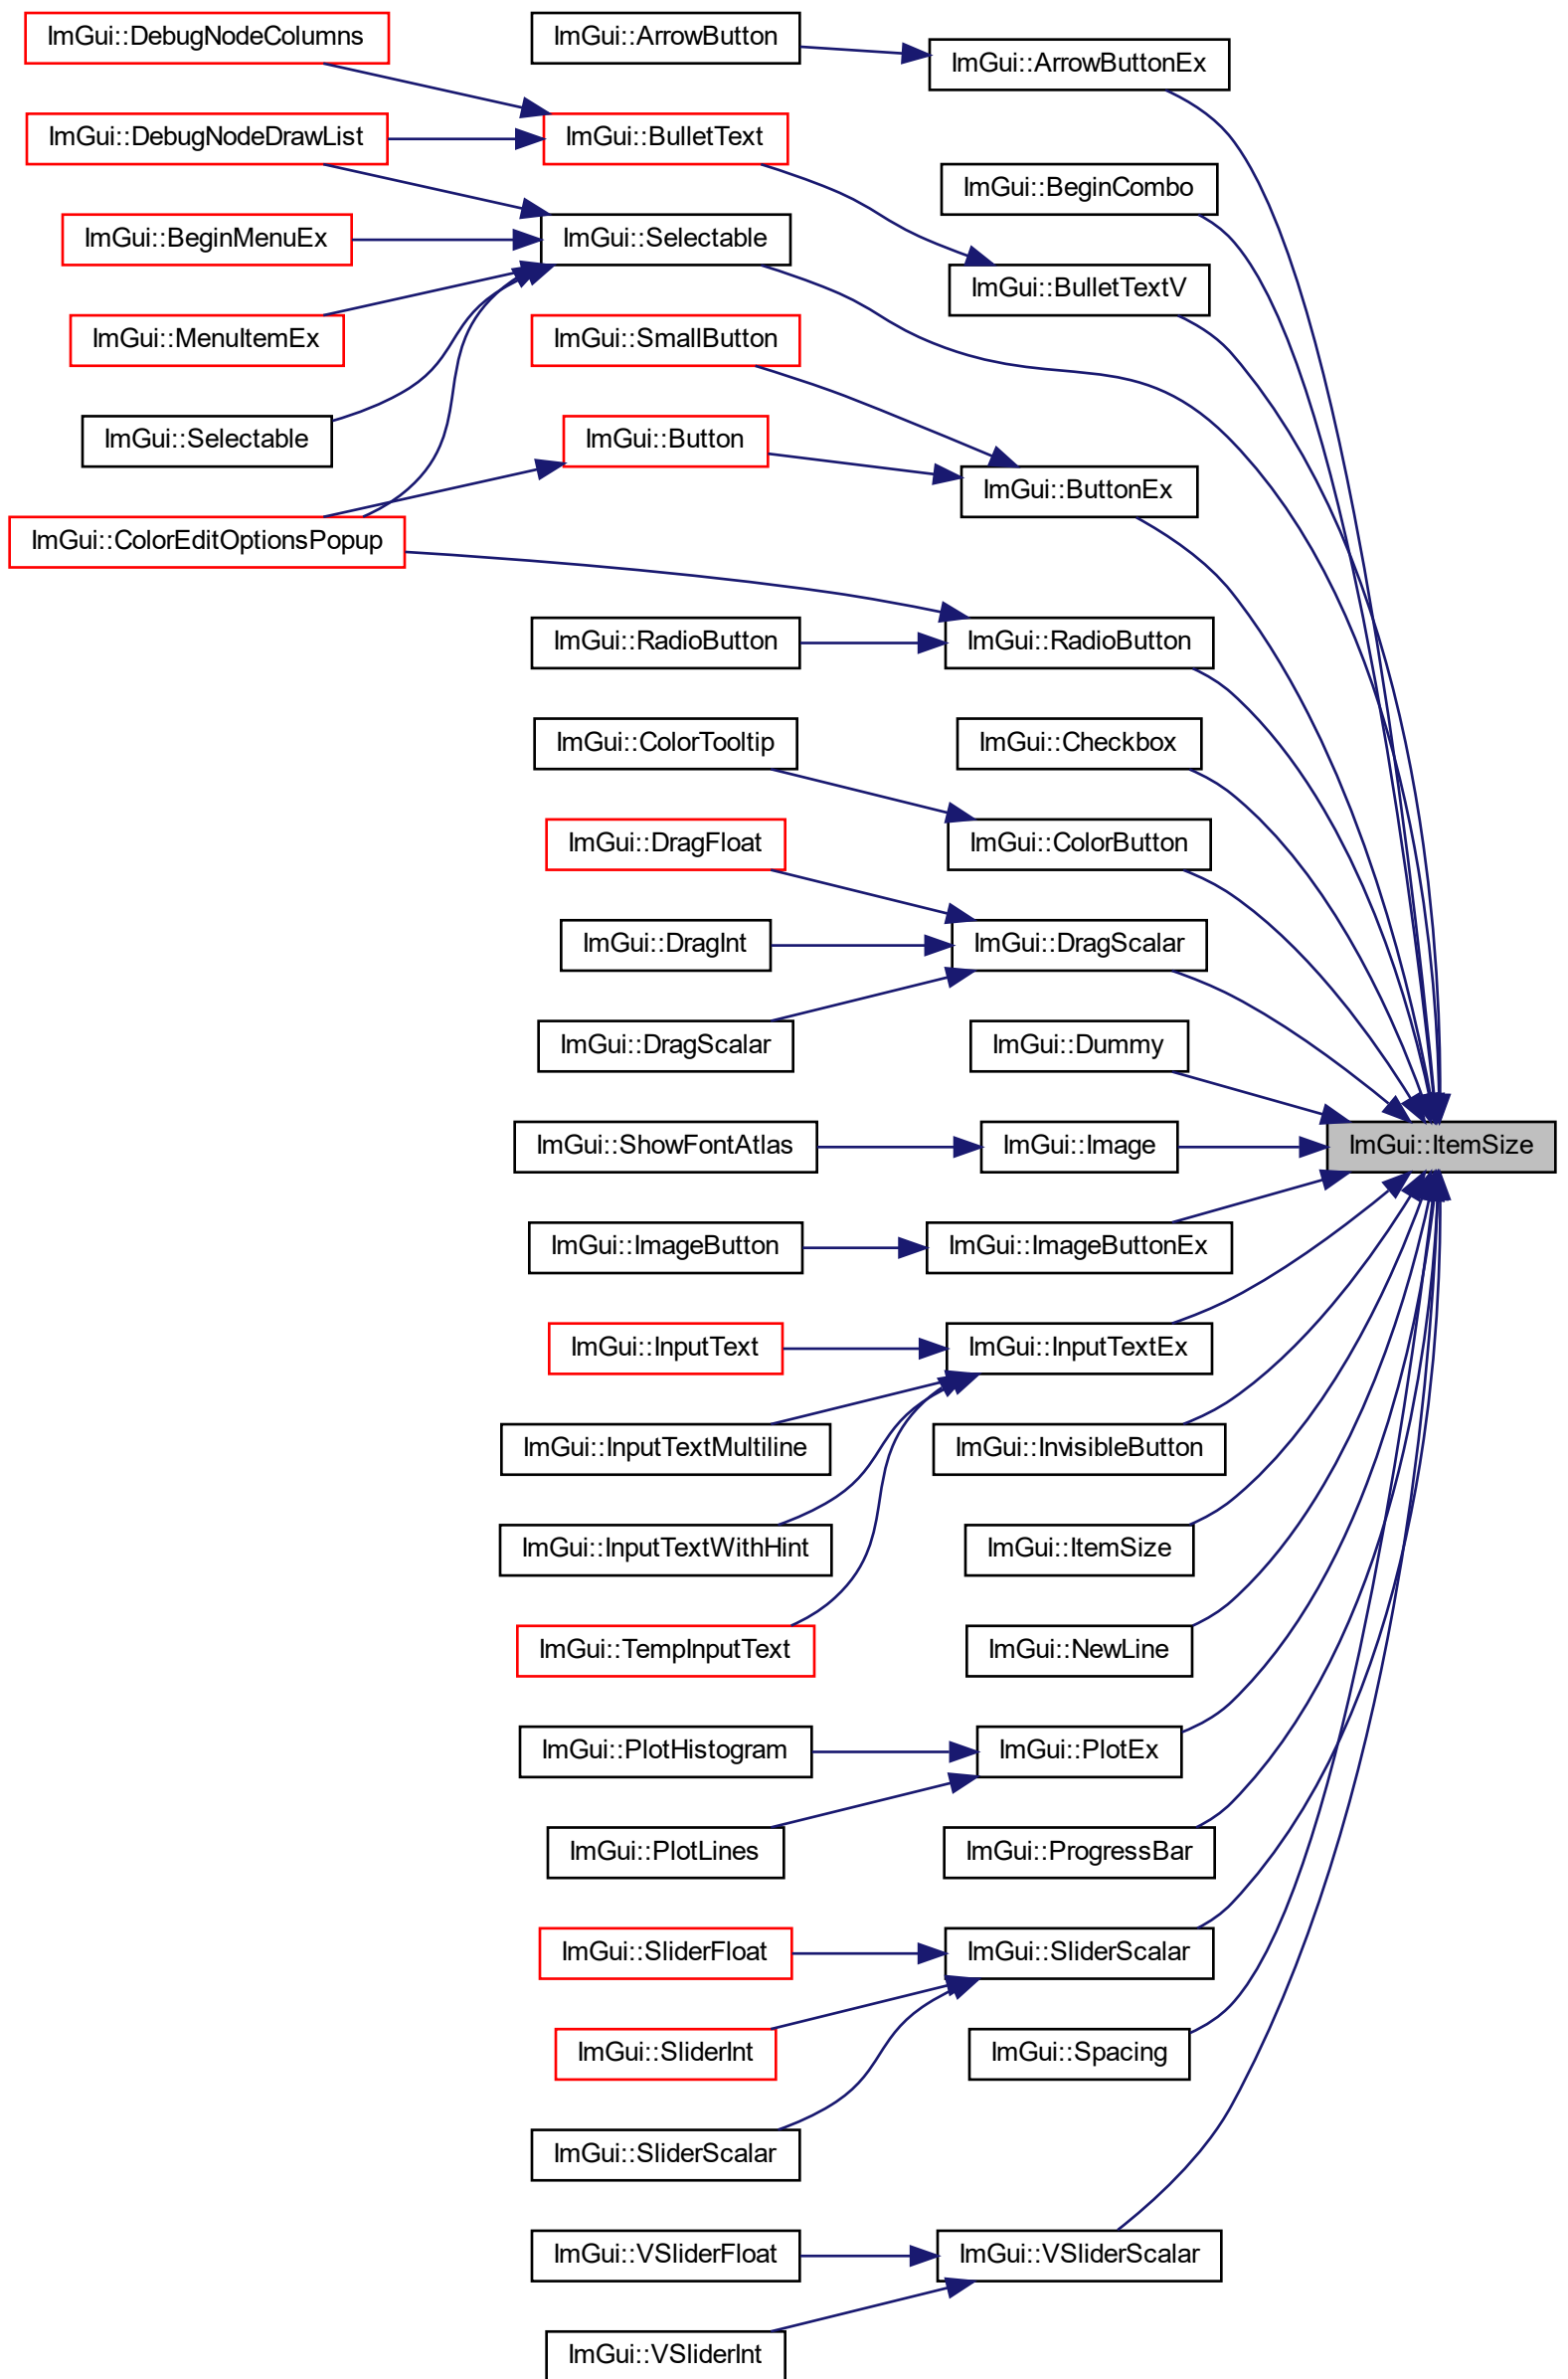 ImGui::DebugNodeColumns
ImGui::ArrowButton
ImGui::ArrowButtonEx
ImGui::DebugNodeDrawList
ImGui::BulletText
ImGui::BeginCombo
ImGui::BeginMenuEx
ImGui::Selectable
ImGui::BulletTextV
ImGui::MenuItemEx
ImGui::SmallButton
ImGui::Selectable
ImGui::Button
ImGui::ButtonEx
ImGui::ColorEditOptionsPopup
ImGui::RadioButton
ImGui::RadioButton
ImGui::ColorTooltip
ImGui::Checkbox
ImGui::DragFloat
ImGui::ColorButton
ImGui::DragInt
ImGui::DragScalar
ImGui::DragScalar
ImGui::Dummy
ImGui::ShowFontAtlas
ImGui::Image
ImGui::ItemSize
ImGui::ImageButton
ImGui::ImageButtonEx
ImGui::InputText
ImGui::InputTextEx
ImGui::InputTextMultiline
ImGui::InvisibleButton
ImGui::InputTextWithHint
ImGui::ItemSize
ImGui::TempInputText
ImGui::NewLine
ImGui::PlotHistogram
ImGui::PlotEx
ImGui::PlotLines
ImGui::ProgressBar
ImGui::SliderFloat
ImGui::SliderScalar
ImGui::SliderInt
ImGui::Spacing
ImGui::SliderScalar
ImGui::VSliderFloat
ImGui::VSliderScalar
ImGui::VSliderInt